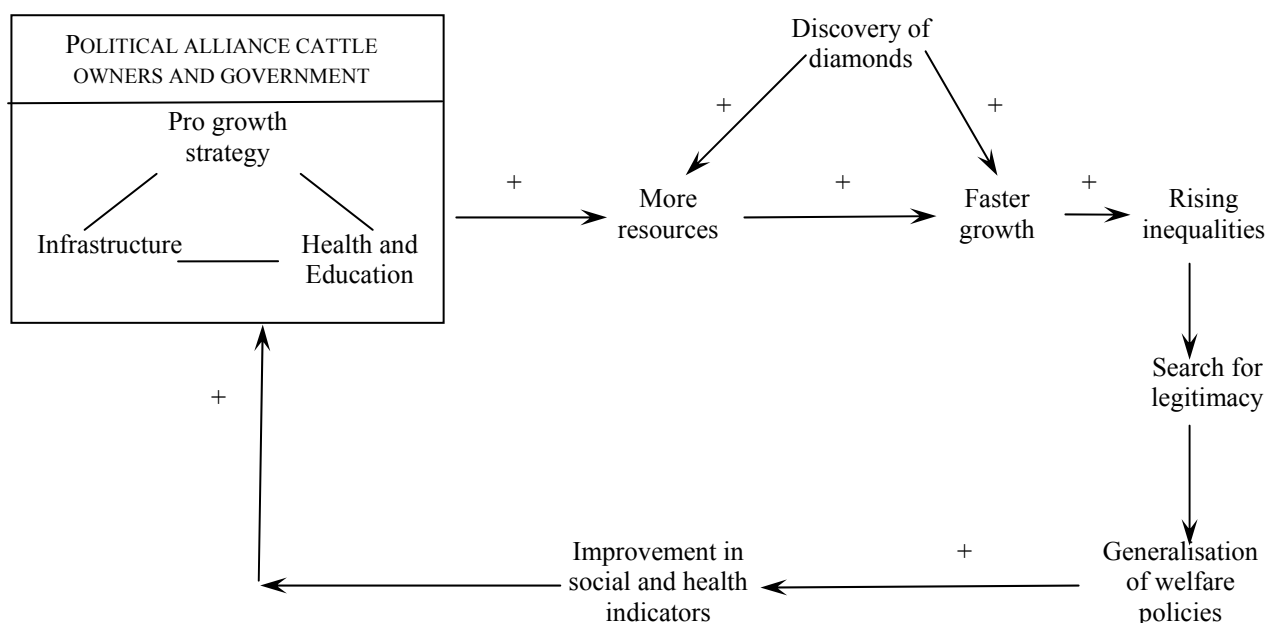 POLITICAL ALLIANCE CATTLE
OWNERS AND GOVERNMENT
Pro growth
strategy
Infrastructure
Health and
Education
+
Discovery of
diamonds
+
+
More
resources
+
Faster
growth
+
Rising
inequalities
Search for
legitimacy
Generalisation
of welfare
policies
+
Improvement in
social and health
indicators
+